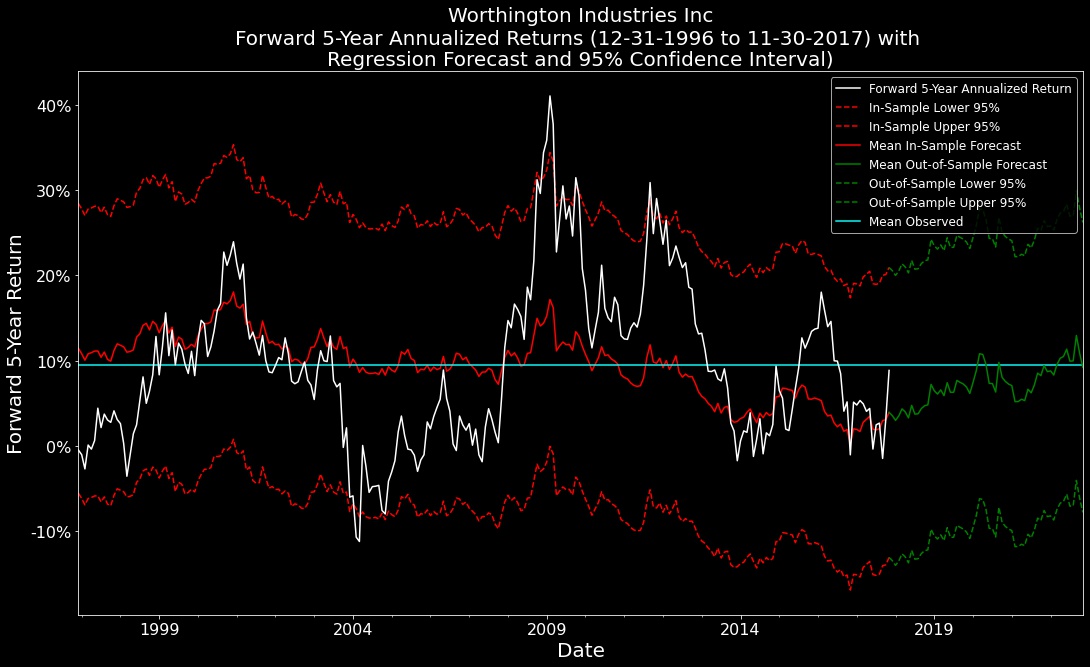 Worthington Industries Inc
Forward 5-Year Annualized Returns (12-31-1996 to 11-30-2017) with
Regression Forecast and 95% Confidence Interval)
Forward 5-Year Annualized Return
In-Sample Lower 95%
In-Sample Upper 95%
Mean In-Sample Forecast
Mean Out-of-Sample Forecast
Out-of-Sample Lower 95%
Out-of-Sample Upper 95%
Mean Observed
Forward 5-Year Return
40%
30%
20%
10%
0%
-10%
1999
2004
2009
2014
2019
Date